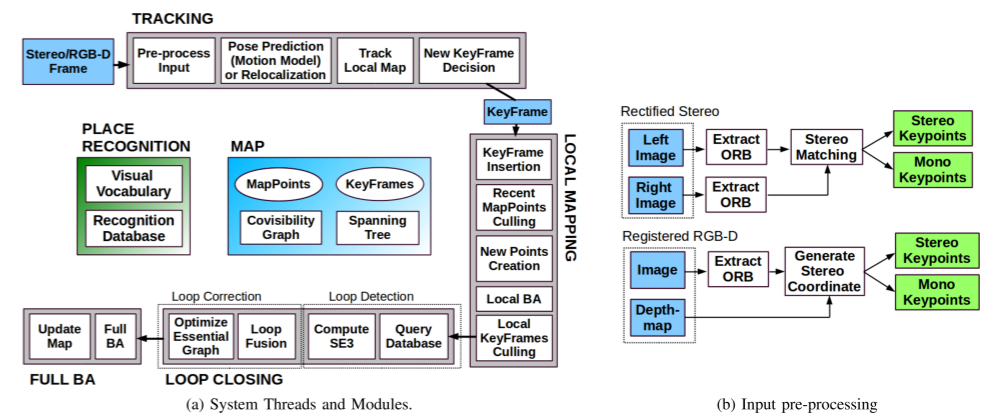 TRACKING
Stereo/RGB-D
Frame
Pre-process
Input
Pose Prediction
(Motion Model)
or Relocalization
Track
Local Map
New KeyFrame
Decision
KeyFrame
PLACE
RECOGNITION
Visual
Vocabulary
Recognition
Database
MAP
MapPoints
KeyFrames
Covisibility
Graph
Spanning
Tree
LOCAL MAPPING
KeyFrame
Insertion
Recent
MapPoints
Culling
New Points
Creation
Local BA
Local
KeyFrames
Culling
Loop Correction
Loop Detection
Optimize
Essential
Graph
Loop
Fusion
Compute
SE3
Query
Database
Update
Map
Full
BA
FULL BA
LOOP CLOSING
(a) System Threads and Modules.
Rectified Stereo
Left
Image
Extract
ORB
Stereo
Matching
Stereo
Keypoints
Mono
Keypoints
Right
Image
Extract
ORB
Registered RGB-D
Image
Extract
ORB
Generate
Stereo
Coordinate
Stereo
Keypoints
Mono
Keypoints
Depth-
map
(b) Input pre-processing